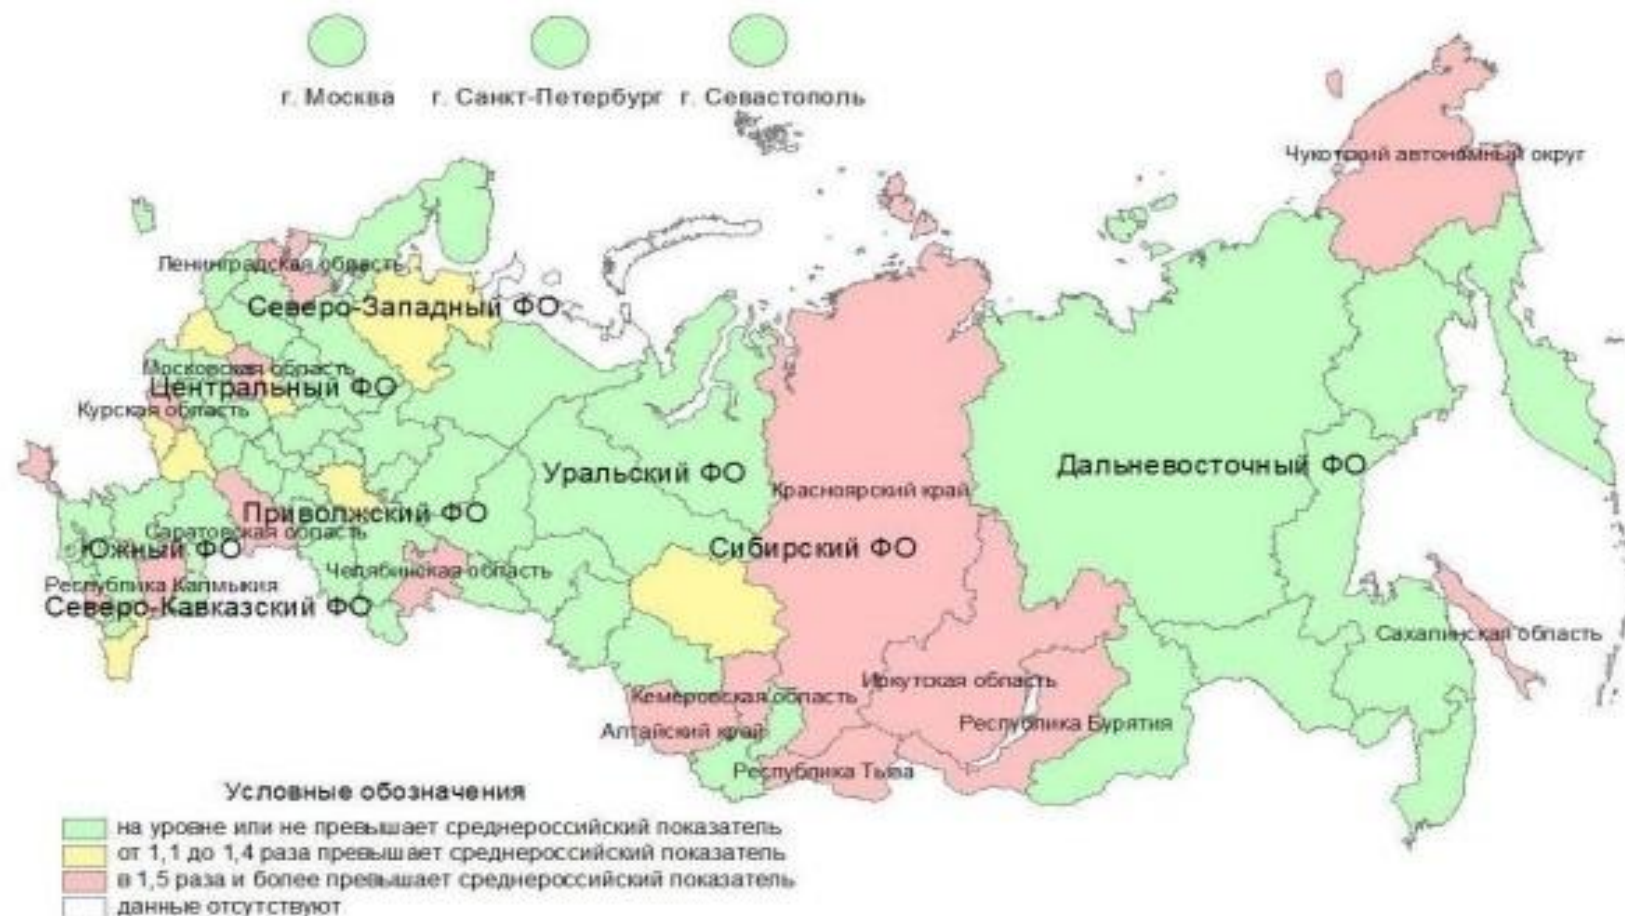 г. Москва г. Санкт-Петербург г. Севастополь
Чукотский автономный округ
Ленинградская область
Северо-Западный ФО
Московская область
Центральный ФО
Курская область
Дальневосточный ФО
Уральский ФО
Красноярский край
Приволжский ФО
Саратовская область
Южный ФО
Сибирский ФО
Челябинская область
Республика Калмыкия
Северо-Кавказский ФО
Сахалинская область
Иркутская область
Кемеровская область
Республика Бурятия
Алтайский край
Республика Тыва
Условные обозначения
на уровне или не превышает среднероссийский показатель
от 1,1 до 1,4 раза превышает среднероссийский показатель
в 1,5 раза и более превышает среднероссийский показатель
данные отсутствуют